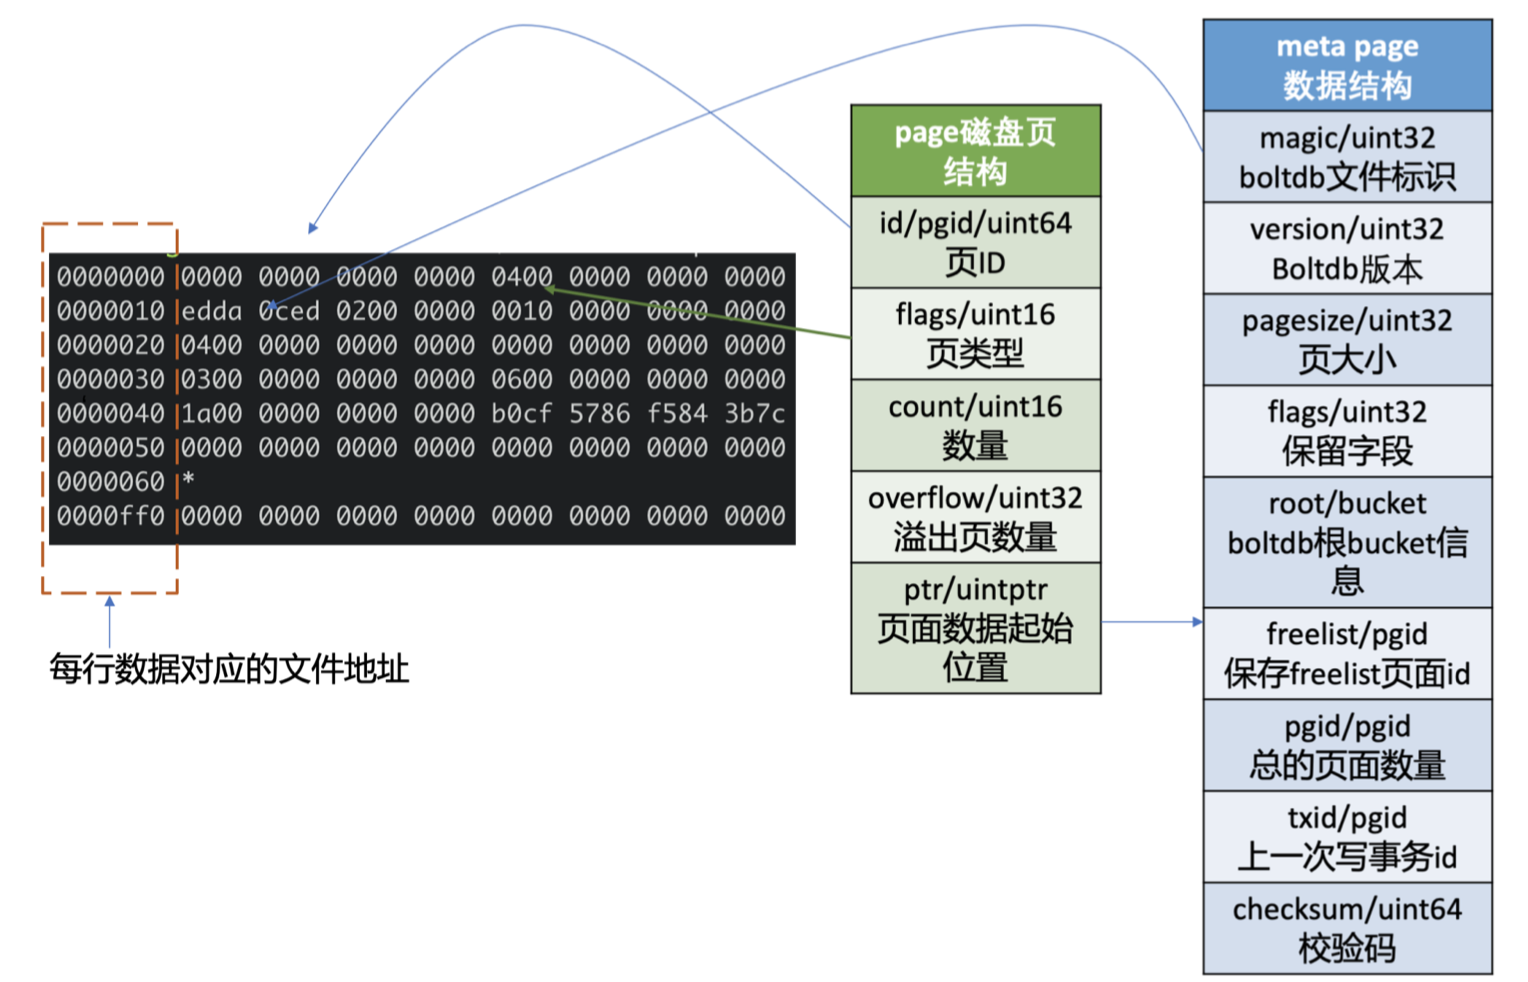 0000000 0000 0000 0000 0000 0400 0000 0000 0000
0000010 edda 0ced 0200 0000 0010 0000 0000 0000
0000020 0400 0000 0000 0000 0000 0000 0000 0000
0000030 0300 0000 0000 0000 0600 0000 0000 0000
0000040 1a00 0000 0000 0000 b0cf 5786 f584 3b7c
0000050 0000 0000 0000 0000 0000 0000 0000 0000
0000060 *
0000ff0 0000 0000 0000 0000 0000 0000 0000 0000
每行数据对应的文件地址
page磁盘页
结构
id/pgid/uint64
页ID
flags/uint16
页类型
count/uint16
数量
overflow/uint32
溢出页数量
ptr/uintptr
页面数据起始
位置
meta page
数据结构
magic/uint32
boltdb文件标识
version/uint32
Boltdb版本
pagesize/uint32
页大小
flags/uint32
保留字段
root/bucket
boltdb根bucket信
息
freelist/pgid
保存freelist页面id
pgid/pgid
总的页面数量
txid/pgid
上一次写事务id
checksum/uint64
校验码